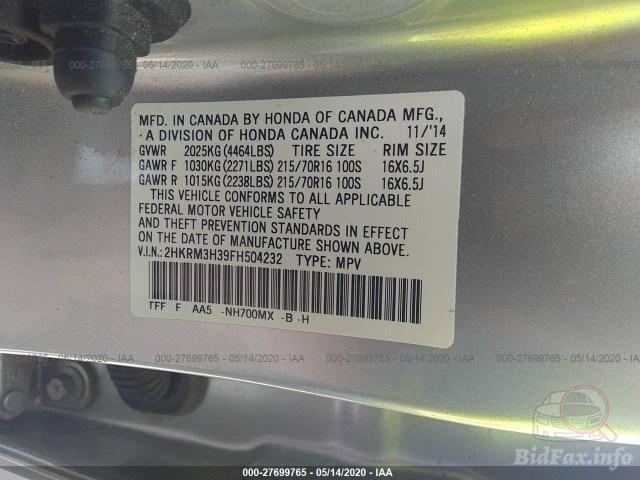 000-27699765 - 05/14/2020 - IAA
000-27699765 - 05/14/2020 - IAA
MFD. IN CANADA BY HONDA OF CANADA MFG.,
A DIVISION OF HONDA CANADA INC. 11/'14
GVWR 2025KG(4464LBS) TIRE SIZE RIM SIZE
GAWR F 1030KG(2271LBS)215/70R16 100S 16X6.5J
GAWR R 1015KG(2238LBS)215/70R16 100S 16X6.5J
THIS VEHICLE CONFORMS TO ALL APPLICABLE
FEDERAL MOTOR VEHICLE SAFETY
AND THEFT PREVENTION STANDARDS IN EFFECT
ON THE DATE OF MANUFACTURE SHOWN ABOVE.
V.I.N.:2HKRM3H39FH504232 TYPE: MPV
TFF F AA5 -NH700MX -B -H
000-27699765 - 05/14/2020 - IAA
000-27699765 - 05/14/2020 - IAA
000-27699765 - 05/14/2020 - IAA
BidFax.info